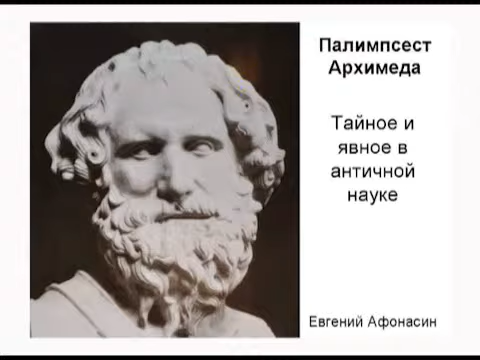 Палимпсест
Архимеда
Тайное и
явное в
античной
науке
Евгений Афонасин